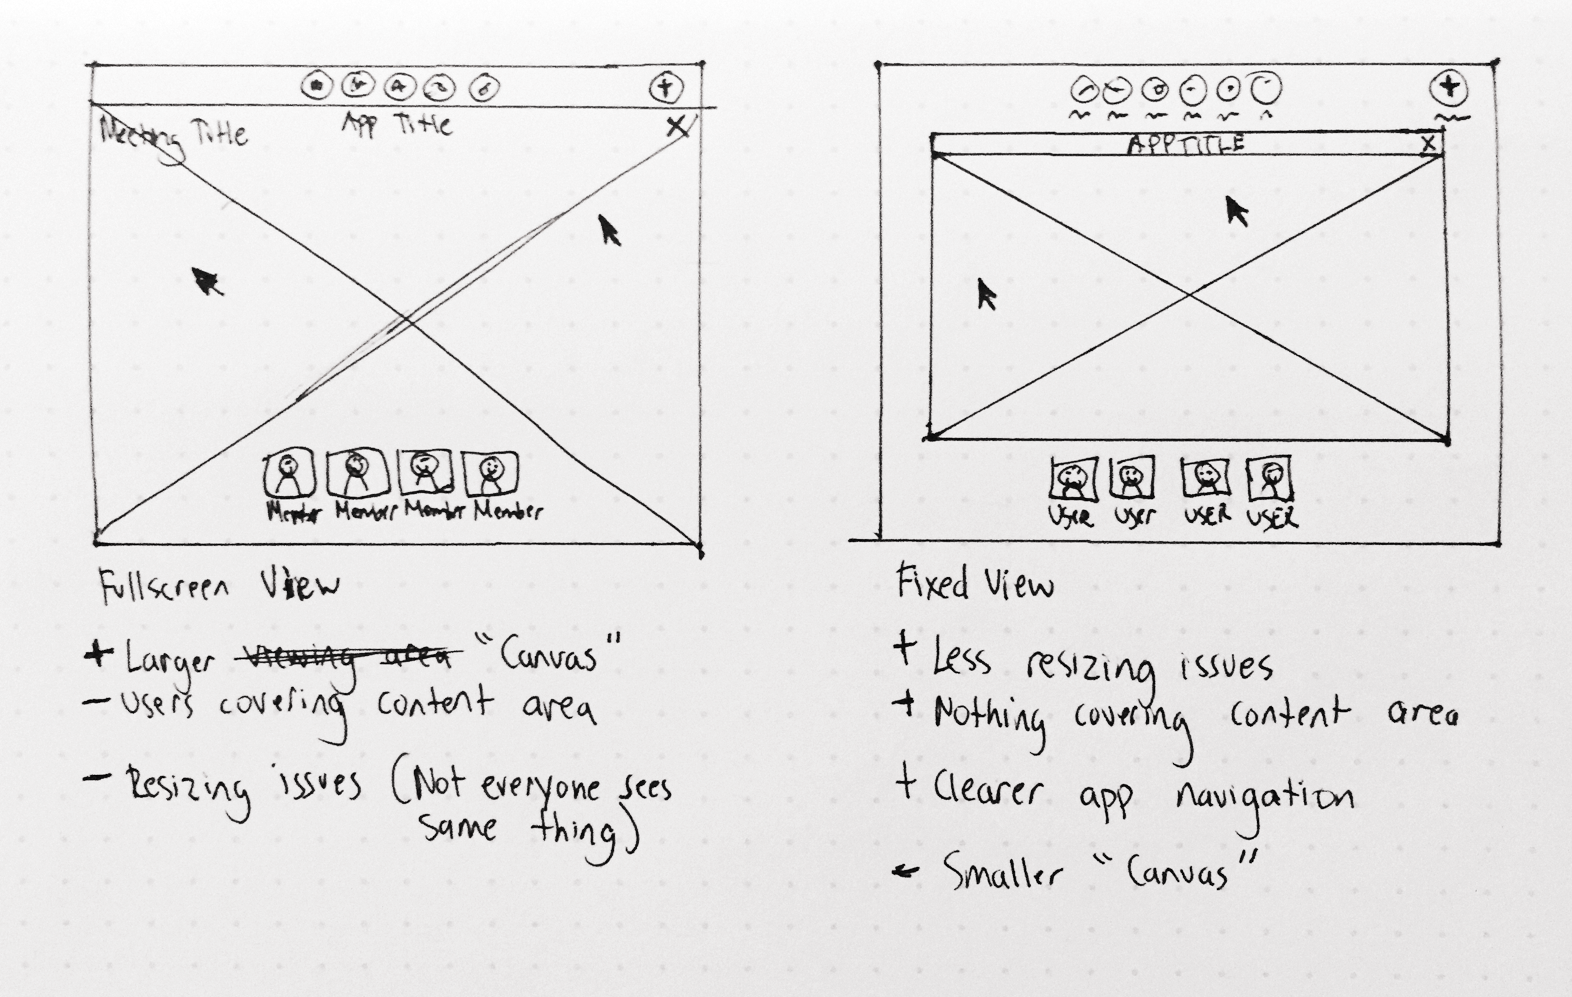 Meeting Title
App Title
X
Member Member Member Member
Fullscreen View
+ Larger viewing area "Canvas"
- Users covering content area
- Resizing issues (Not everyone sees
same thing)
APP TITLE
X
USER USER USER USER
Fixed View
+ Less resizing issues
+ Nothing covering content area
+ Clearer app navigation
- Smaller "Canvas"